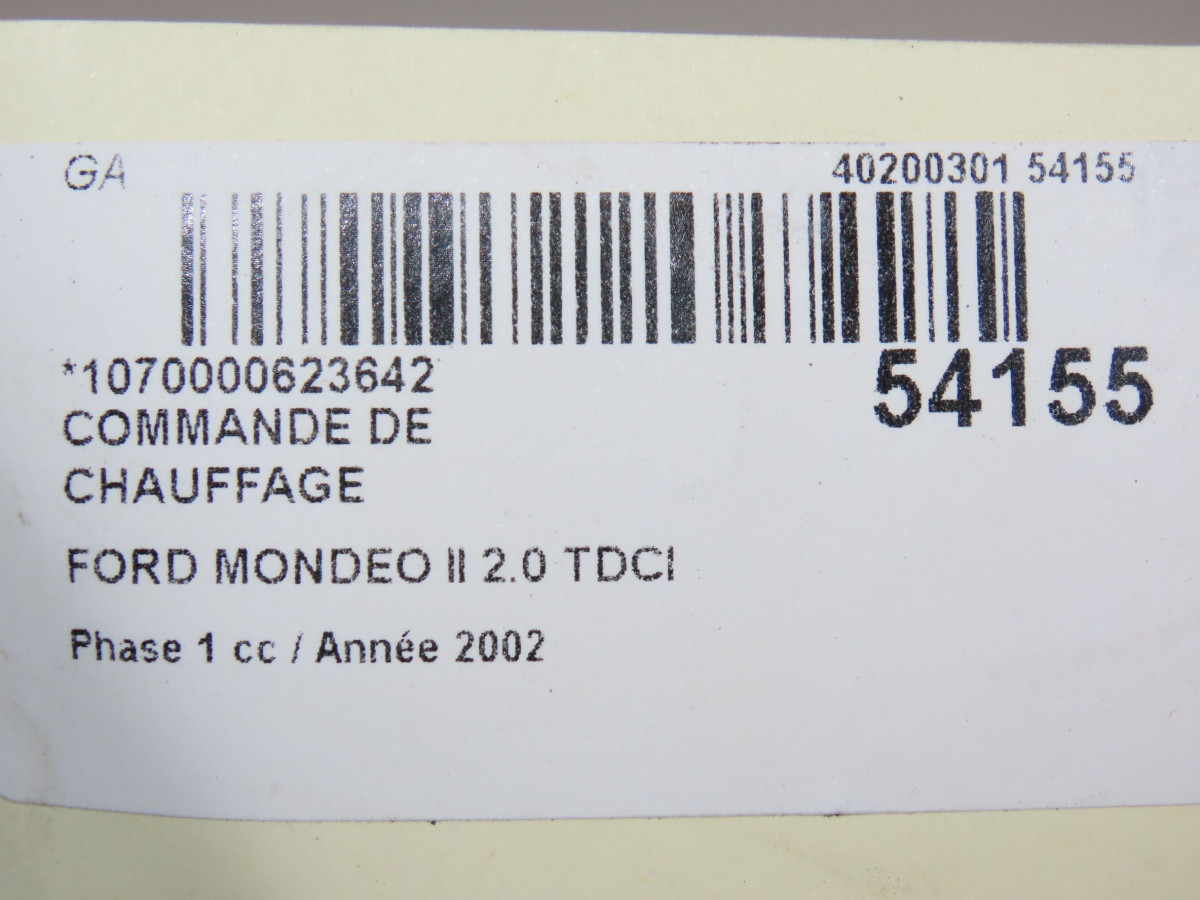 GA 40200301 54155
*1070000623642 54155
COMMANDE DE
CHAUFFAGE
FORD MONDEO II 2.0 TDCI
Phase 1 cc / Année 2002